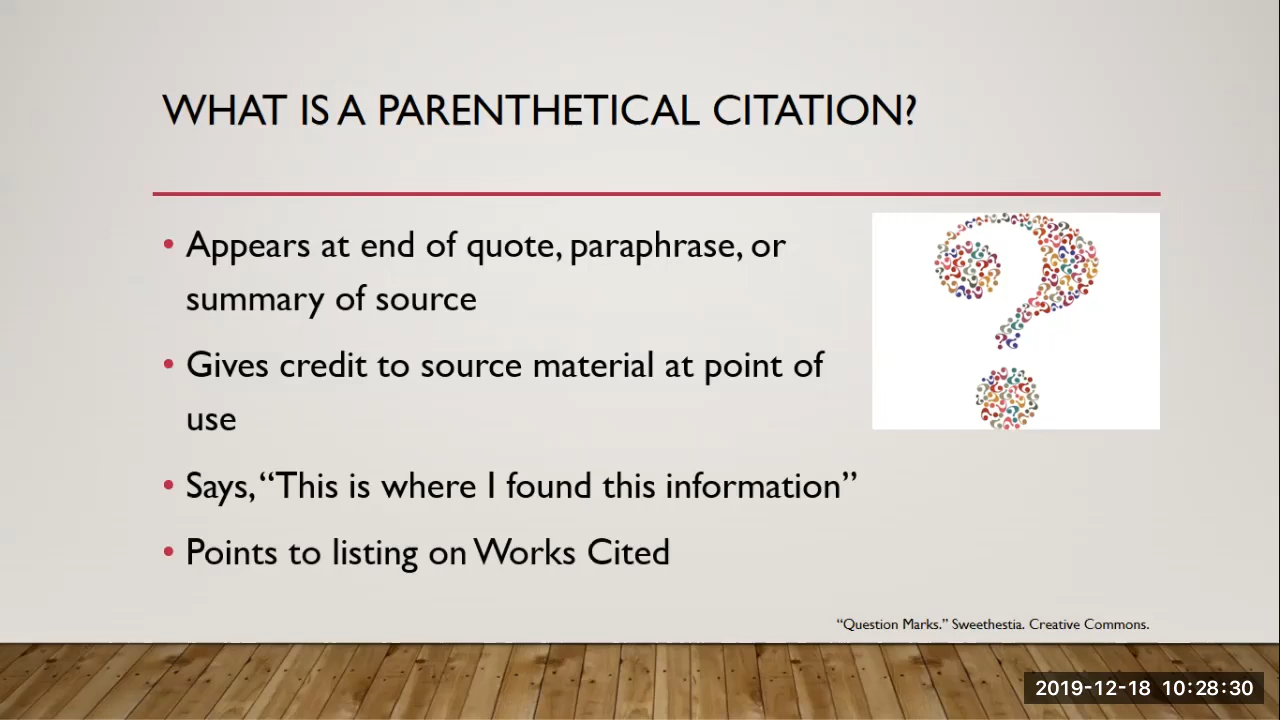 WHAT IS A PARENTHETICAL CITATION?
• Appears at end of quote, paraphrase, or
summary of source
• Gives credit to source material at point of
use
• Says, “This is where I found this information”
• Points to listing on Works Cited
“Question Marks.” Sweethestia. Creative Commons.
2019-12-18 10:28:30